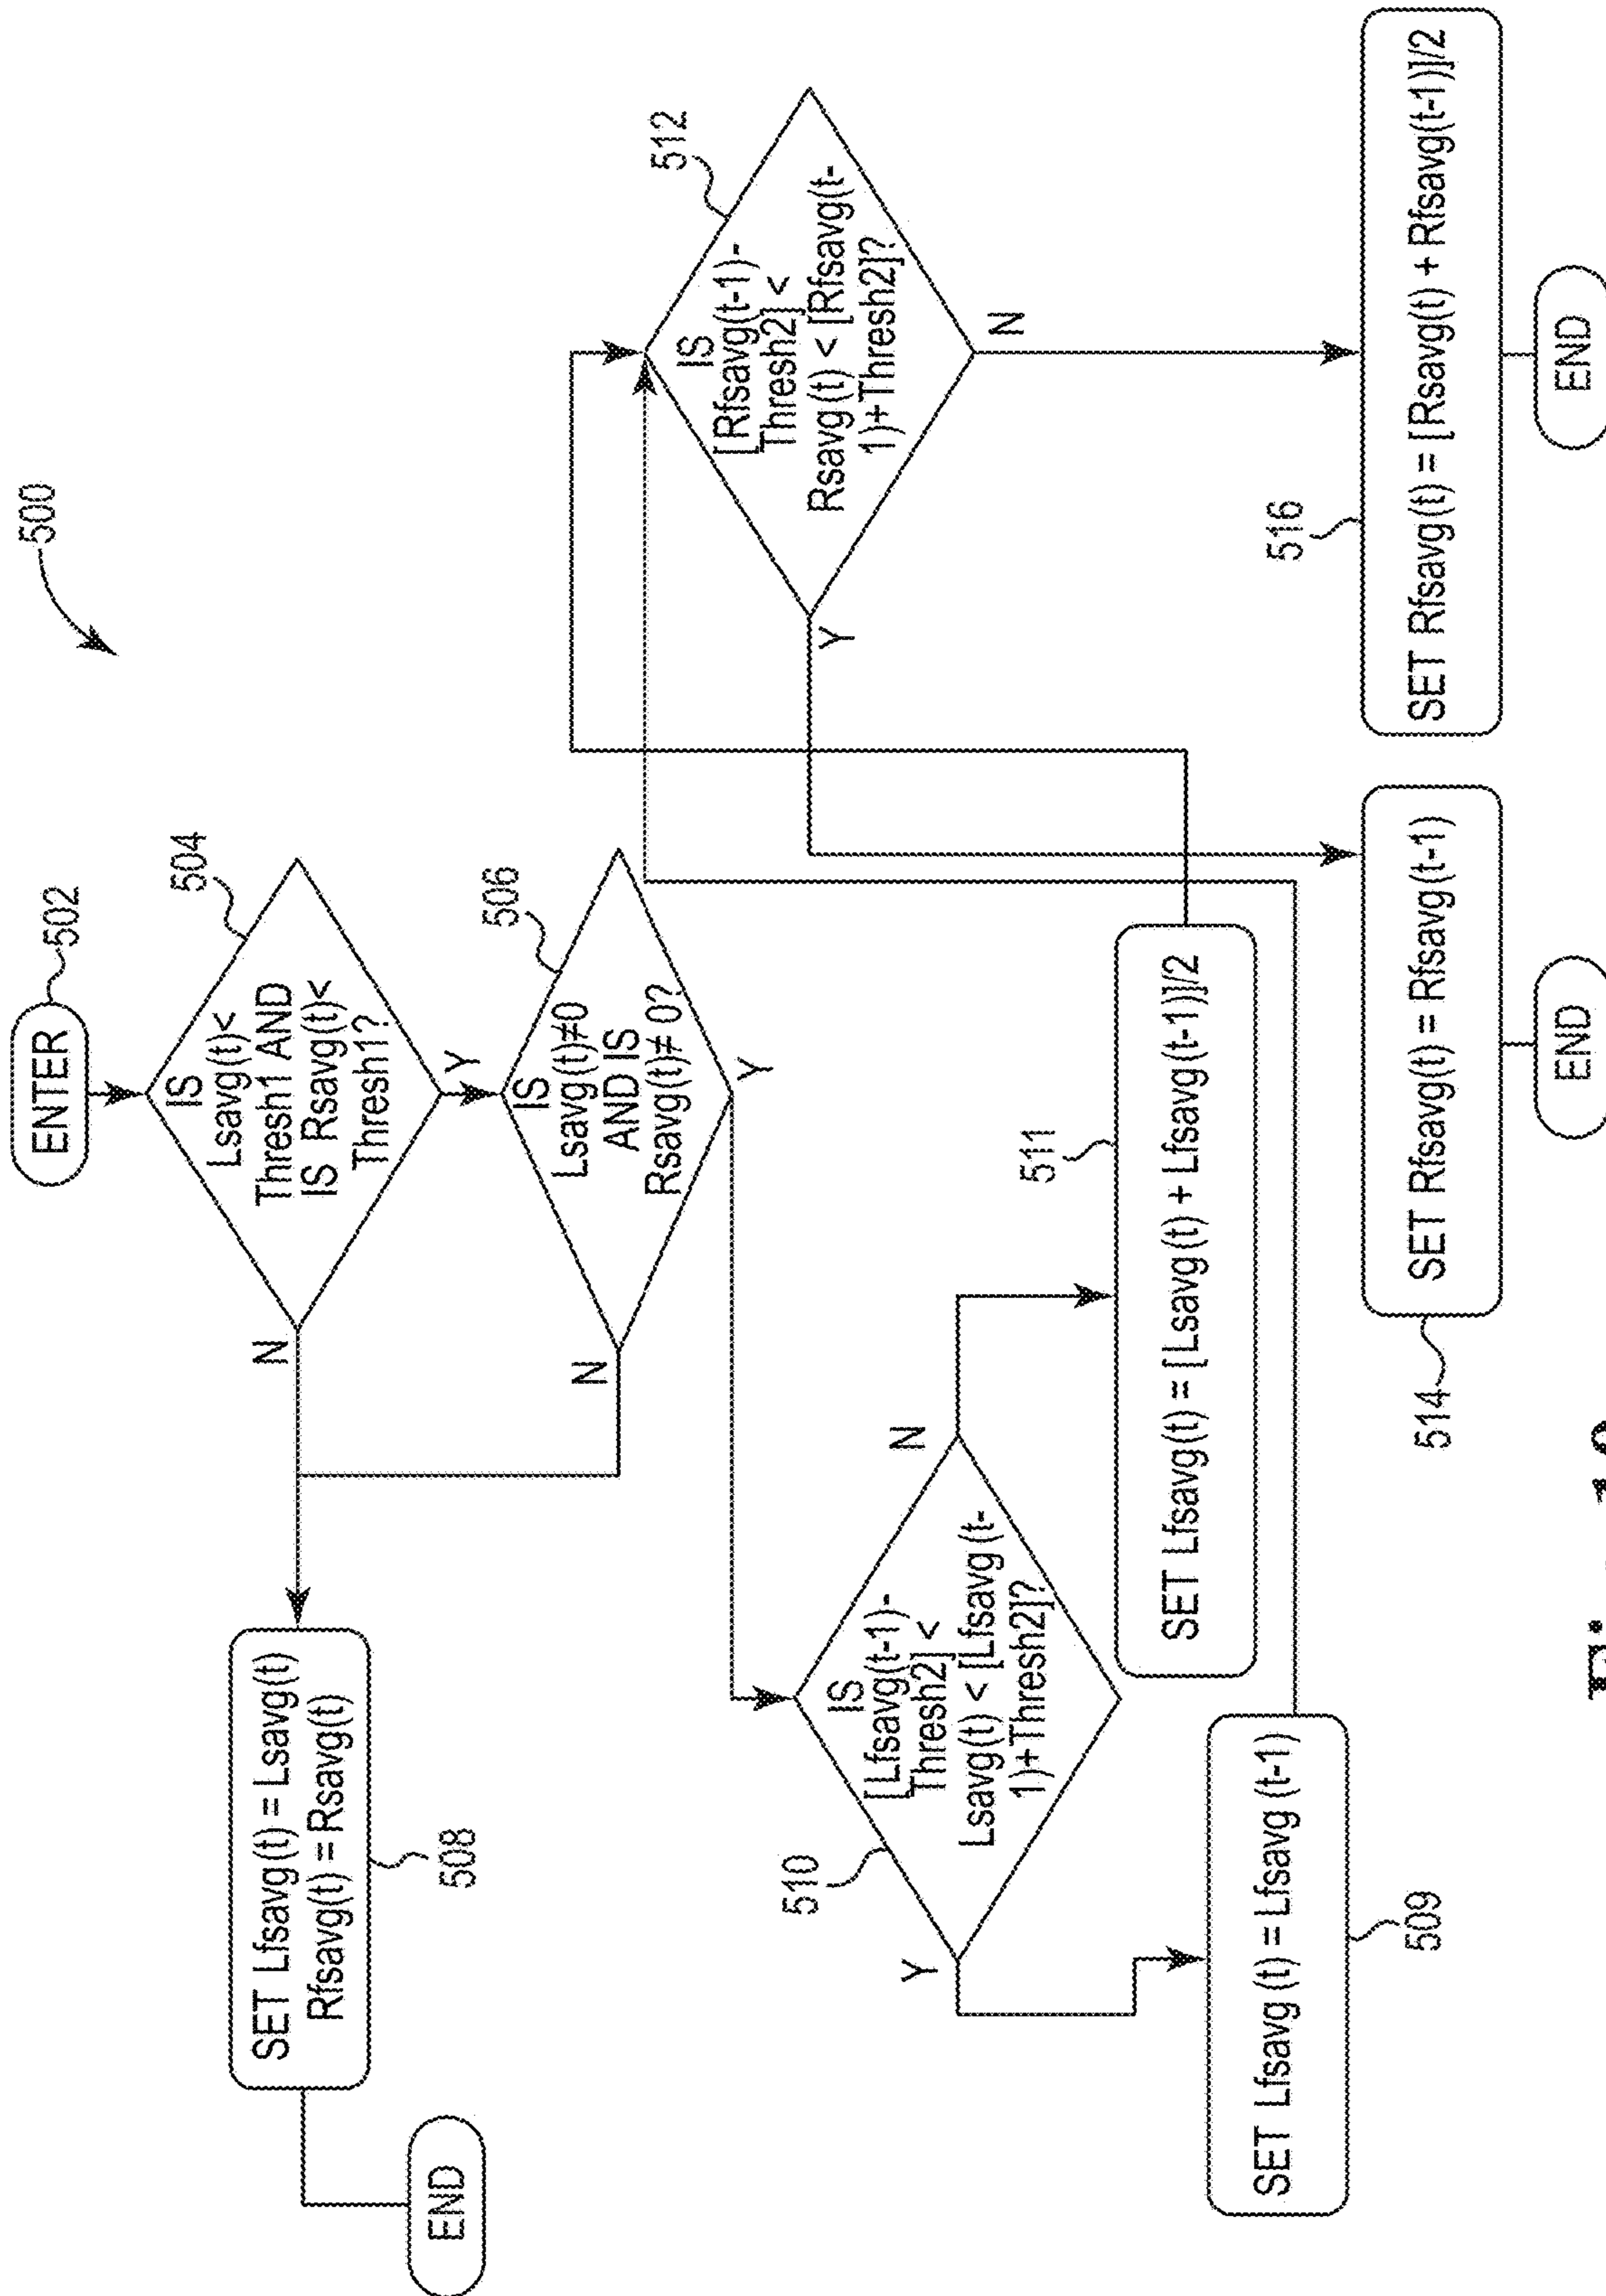 500
ENTER
502
IS
Lsavg(t)<
Thresh1 AND
IS Rsavg(t)<
Thresh1?
504
N
Y
IS
Lsavg(t)≠0
AND IS
Rsavg(t)≠ 0?
506
N
Y
SET Lfsavg(t) = Lsavg(t)
Rfsavg(t) = Rsavg(t)
508
END
IS
[Lfsavg(t-1)-
Thresh2] <
Lsavg(t) < [Lfsavg (t-
1)+Thresh2]?
510
Y
N
SET Lfsavg (t) = Lfsavg (t-1)
509
SET Lfsavg(t) = [Lsavg(t) + Lfsavg(t-1)]/2
511
IS
[Rfsavg(t-1)-
Thresh2] <
Rsavg(t) < [Rfsavg(t-
1)+Thresh2]?
512
Y
N
SET Rfsavg(t) = Rfsavg(t-1)
514
END
SET Rfsavg(t) = [Rsavg(t) + Rfsavg(t-1)]/2
516
END